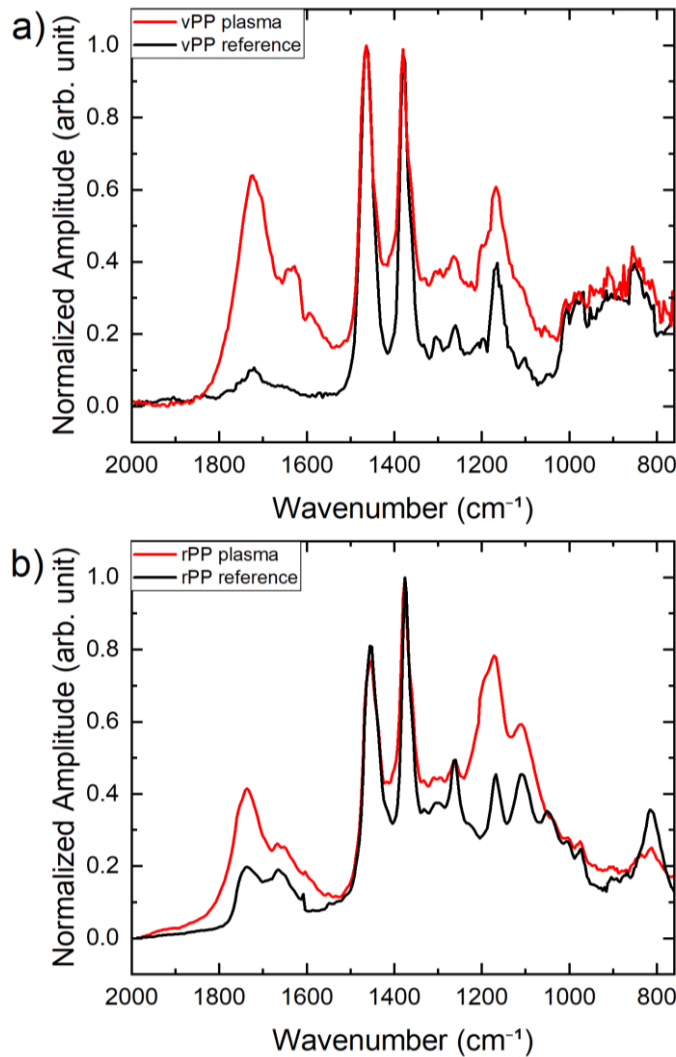 a)
vPP plasma
vPP reference
Normalized Amplitude (arb. unit)
1.0
0.8
0.6
0.4
0.2
0.0
2000 1800 1600 1400 1200 1000 800
Wavenumber (cm⁻¹)
b)
rPP plasma
rPP reference
Normalized Amplitude (arb. unit)
1.0
0.8
0.6
0.4
0.2
0.0
2000 1800 1600 1400 1200 1000 800
Wavenumber (cm⁻¹)